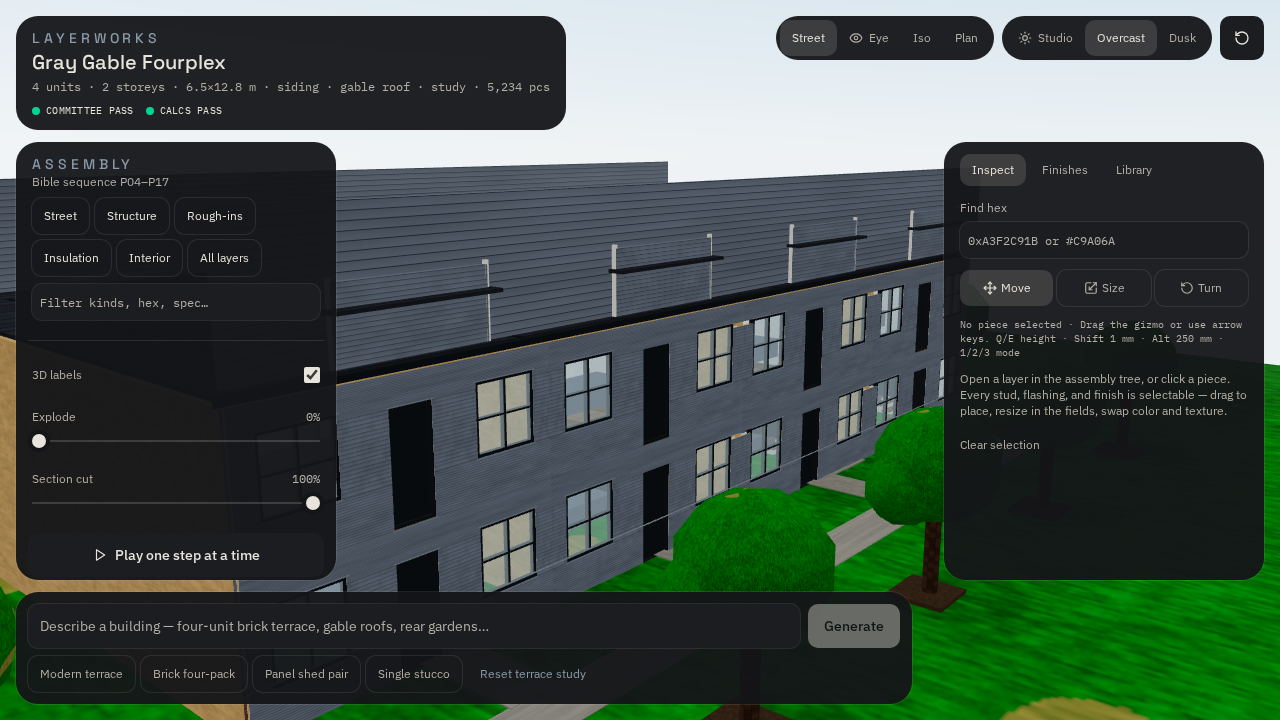 LAYERWORKS
Gray Gable Fourplex
4 units · 2 storeys · 6.5×12.8 m · siding · gable roof · study · 5,234 pcs
COMMITTEE PASS CALCS PASS
Street Eye Iso Plan
Studio Overcast Dusk
ASSEMBLY
Bible sequence P04–P17
Street Structure Rough-ins
Insulation Interior All layers
Filter kinds, hex, spec…
3D labels
Explode 0%
Section cut 100%
Play one step at a time
Inspect Finishes Library
Find hex
0xA3F2C91B or #C9A06A
Move Size Turn
No piece selected · Drag the gizmo or use arrow
keys. Q/E height · Shift 1 mm · Alt 250 mm ·
1/2/3 mode
Open a layer in the assembly tree, or click a piece.
Every stud, flashing, and finish is selectable — drag to
place, resize in the fields, swap color and texture.
Clear selection
Describe a building — four-unit brick terrace, gable roofs, rear gardens…
Generate
Modern terrace Brick four-pack Panel shed pair Single stucco Reset terrace study